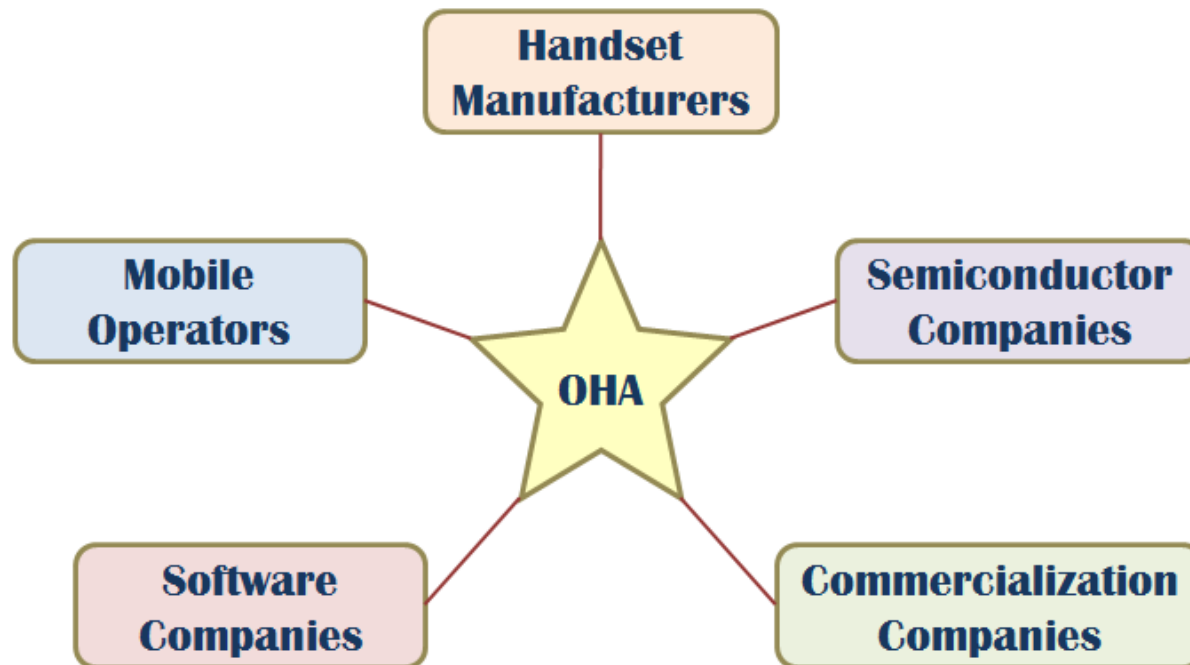 Handset
Manufacturers
Mobile
Operators
Semiconductor
Companies
OHA
Software
Companies
Commercialization
Companies